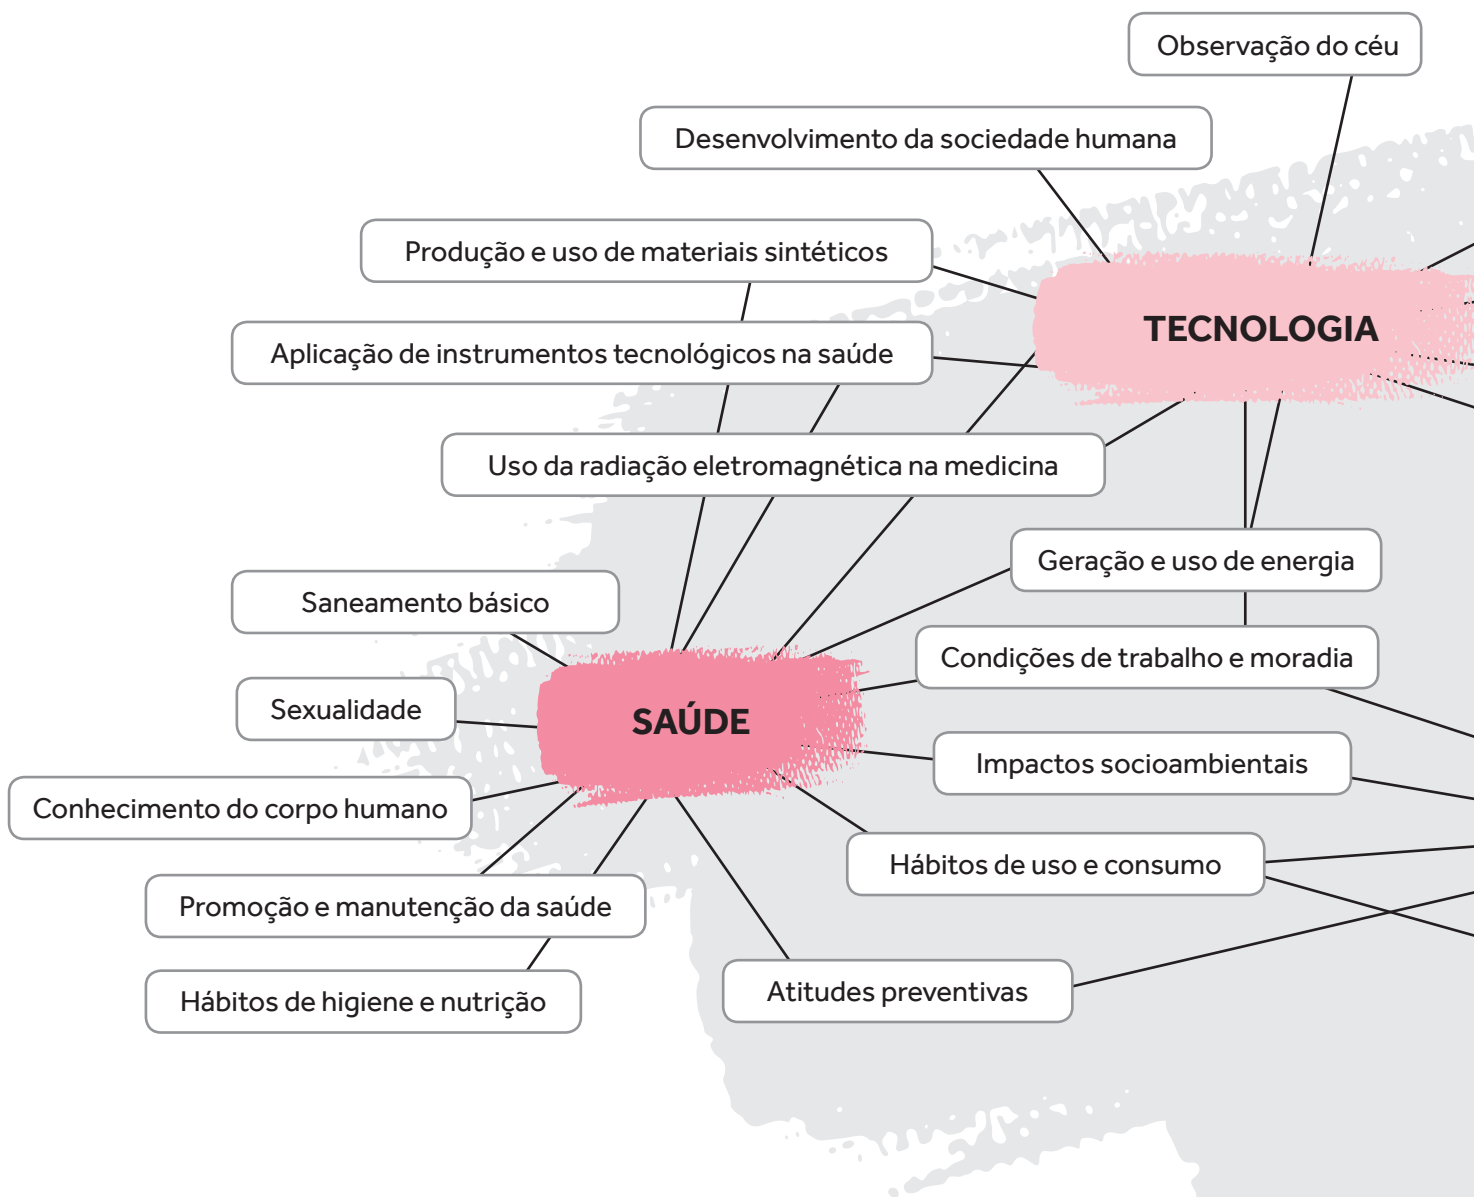 Observação do céu
Desenvolvimento da sociedade humana
Produção e uso de materiais sintéticos
TECNOLOGIA
Aplicação de instrumentos tecnológicos na saúde
Uso da radiação eletromagnética na medicina
Geração e uso de energia
Saneamento básico
Condições de trabalho e moradia
Sexualidade
SAÚDE
Impactos socioambientais
Conhecimento do corpo humano
Hábitos de uso e consumo
Promoção e manutenção da saúde
Atitudes preventivas
Hábitos de higiene e nutrição